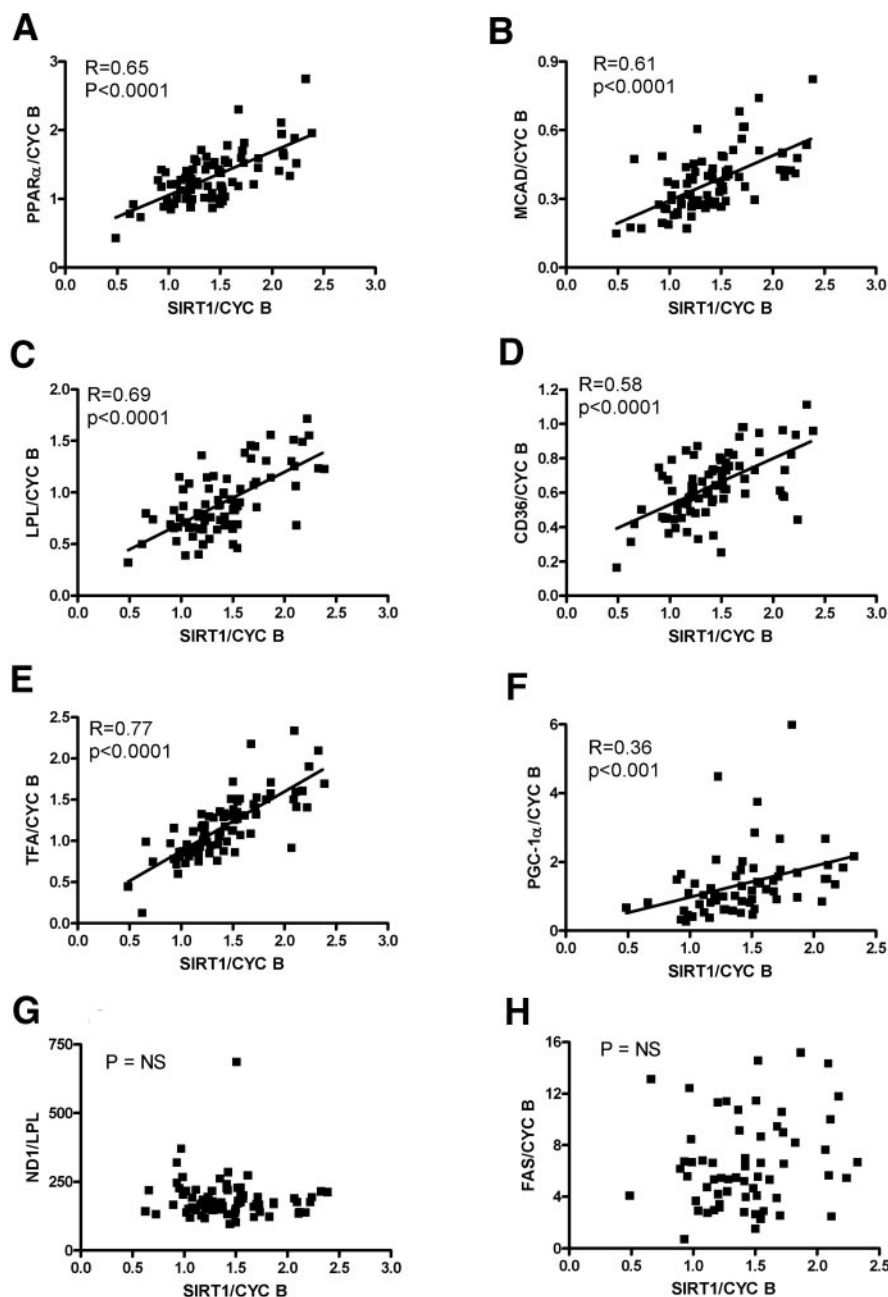 A
R=0.65
P<0.0001
PPARα/CYC B
3
2
1
0
0.0 0.5 1.0 1.5 2.0 2.5 3.0
SIRT1/CYC B
B
R=0.61
p<0.0001
MCAD/CYC B
0.9
0.6
0.3
0.0
0.0 0.5 1.0 1.5 2.0 2.5 3.0
SIRT1/CYC B
C
R=0.69
p<0.0001
LPL/CYC B
2.0
1.5
1.0
0.5
0.0
0.0 0.5 1.0 1.5 2.0 2.5 3.0
SIRT1/CYC B
D
R=0.58
p<0.0001
CD36/CYC B
1.2
1.0
0.8
0.6
0.4
0.2
0.0
0.0 0.5 1.0 1.5 2.0 2.5 3.0
SIRT1/CYC B
E
R=0.77
p<0.0001
TFA/CYC B
2.5
2.0
1.5
1.0
0.5
0.0
0.0 0.5 1.0 1.5 2.0 2.5 3.0
SIRT1/CYC B
F
R=0.36
p<0.001
PGC-1α/CYC B
6
4
2
0
0.0 0.5 1.0 1.5 2.0 2.5
SIRT1/CYC B
G
P = NS
ND1/LPL
750
500
250
0
0.0 0.5 1.0 1.5 2.0 2.5 3.0
SIRT1/CYC B
H
P = NS
FAS/CYC B
16
12
8
4
0
0.0 0.5 1.0 1.5 2.0 2.5
SIRT1/CYC B